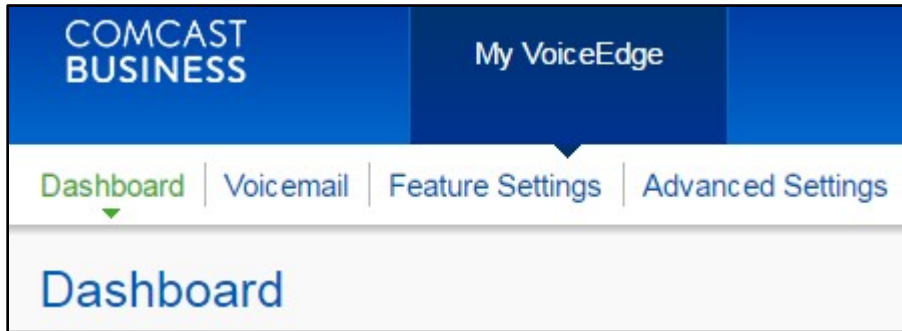 COMCAST
BUSINESS
My VoiceEdge
Dashboard
Voicemail
Feature Settings
Advanced Settings
Dashboard